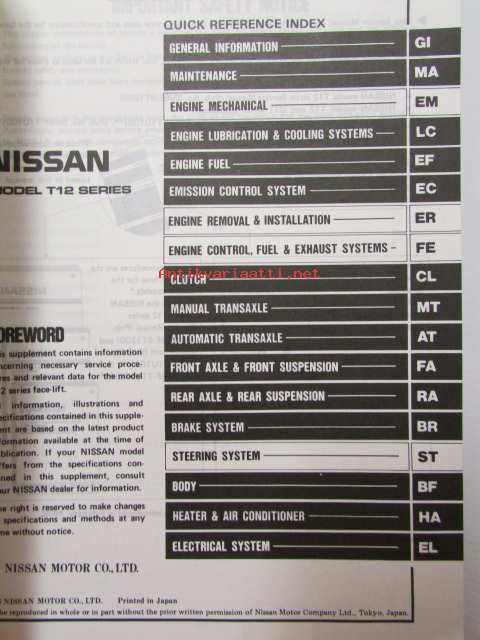 QUICK REFERENCE INDEX
GENERAL INFORMATION GI
MAINTENANCE MA
ENGINE MECHANICAL EM
ENGINE LUBRICATION & COOLING SYSTEMS LC
ENGINE FUEL EF
EMISSION CONTROL SYSTEM EC
ENGINE REMOVAL & INSTALLATION ER
ENGINE CONTROL, FUEL & EXHAUST SYSTEMS FE
CLUTCH CL
MANUAL TRANSAXLE MT
AUTOMATIC TRANSAXLE AT
FRONT AXLE & FRONT SUSPENSION FA
REAR AXLE & REAR SUSPENSION RA
BRAKE SYSTEM BR
STEERING SYSTEM ST
BODY BF
HEATER & AIR CONDITIONER HA
ELECTRICAL SYSTEM EL
Antikvariaatti.net
NISSAN
MODEL T12 SERIES
OREWORD
is supplement contains information
ncerning necessary service proce-
res and relevant data for the model
2 series face-lift.
information, illustrations and
ecifications contained in this supple-
ent are based on the latest product
formation available at the time of
blication. If your NISSAN model
ffers from the specifications con-
ned in this supplement, consult
our NISSAN dealer for information.
he right is reserved to make changes
specifications and methods at any
me without notice.
NISSAN MOTOR CO., LTD.
NISSAN MOTOR CO., LTD. Printed in Japan
be reproduced in whole or in part without the prior written permission of Nissan Motor Company Ltd., Tokyo, Japan.